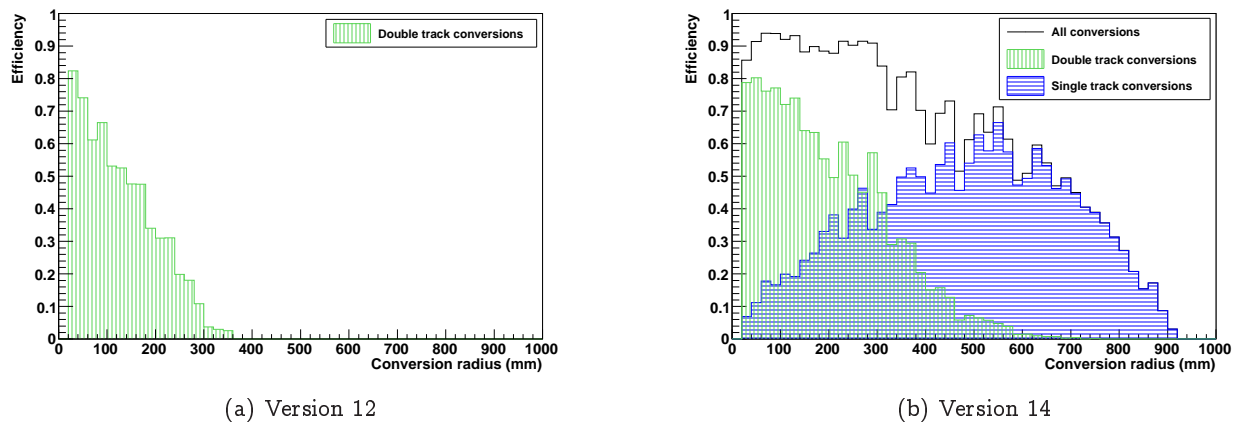 Efficiency
1
0.9
0.8
0.7
0.6
0.5
0.4
0.3
0.2
0.1
0
Double track conversions
0 100 200 300 400 500 600 700 800 900 1000
Conversion radius (mm)
(a) Version 12
Efficiency
1
0.9
0.8
0.7
0.6
0.5
0.4
0.3
0.2
0.1
0
All conversions
Double track conversions
Single track conversions
0 100 200 300 400 500 600 700 800 900 1000
Conversion radius (mm)
(b) Version 14